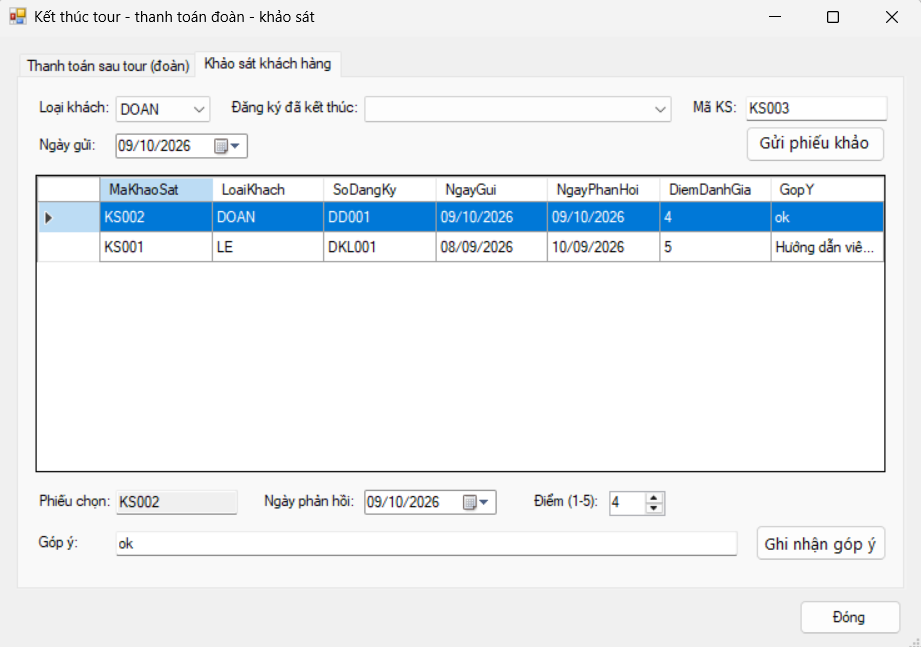 Kết thúc tour - thanh toán đoàn - khảo sát
Thanh toán sau tour (đoàn) Khảo sát khách hàng
Loại khách: DOAN Đăng ký đã kết thúc: Mã KS: KS003
Ngày gửi: 09/10/2026 Gửi phiếu khảo
MaKhaoSat LoaiKhach SoDangKy NgayGui NgayPhanHoi DiemDanhGia GopY
KS002 DOAN DD001 09/10/2026 09/10/2026 4 ok
KS001 LE DKL001 08/09/2026 10/09/2026 5 Hướng dẫn viê...
Phiếu chọn: KS002 Ngày phản hồi: 09/10/2026 Điểm (1-5): 4
Góp ý: ok Ghi nhận góp ý
Đóng